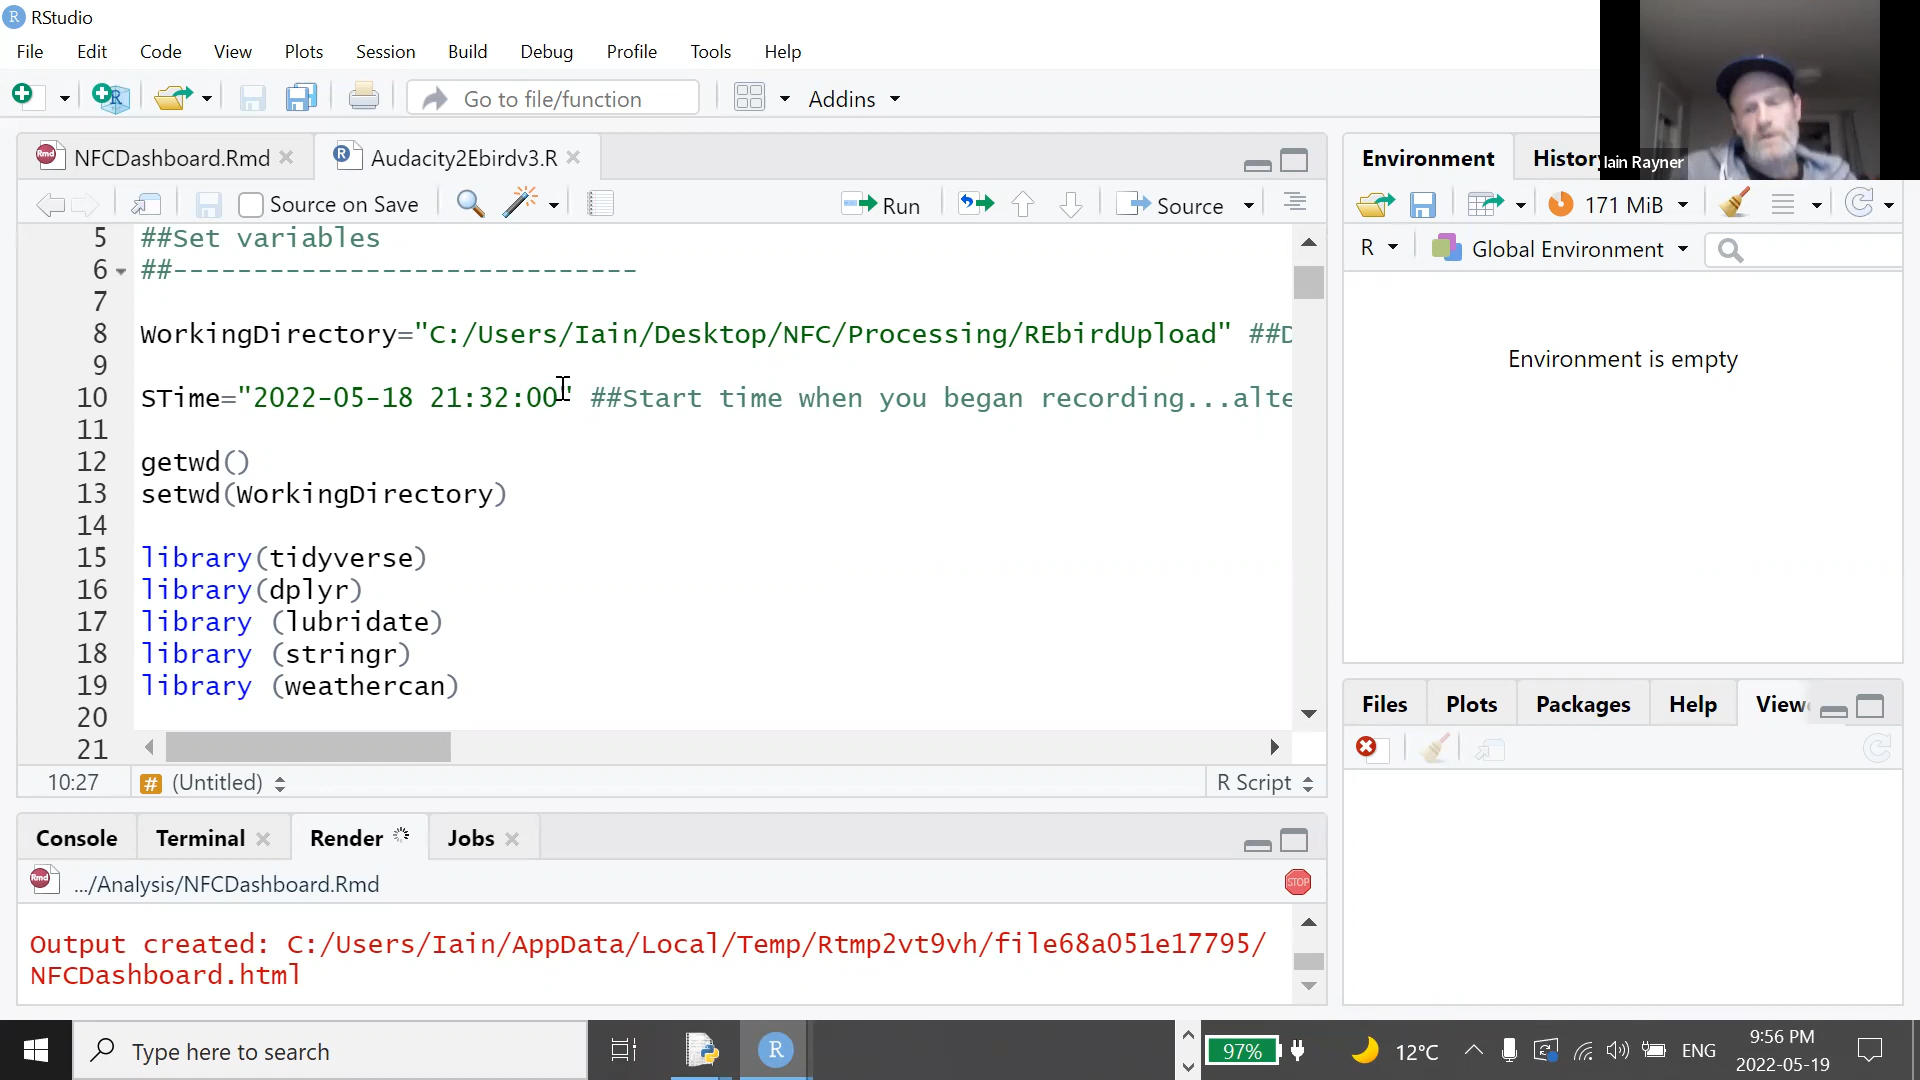 RStudio
File Edit Code View Plots Session Build Debug Profile Tools Help
Go to file/function Addins
Iain Rayner
NFCDashboard.Rmd Audacity2Ebirdv3.R
Source on Save Run Source
5 ##Set variables
6 ##-----------------------------
7
8 WorkingDirectory="C:/Users/Iain/Desktop/NFC/Processing/REbirdUpload" ##D
9
10 STime="2022-05-18 21:32:00" ##Start time when you began recording...alte
11
12 getwd()
13 setwd(WorkingDirectory)
14
15 library(tidyverse)
16 library(dplyr)
17 library (lubridate)
18 library (stringr)
19 library (weathercan)
20
21
10:27 # (Untitled) R Script
Console Terminal Render Jobs
Rmd .../Analysis/NFCDashboard.Rmd STOP
Output created: C:/Users/Iain/AppData/Local/Temp/Rtmp2vt9vh/file68a051e17795/
NFCDashboard.html
Environment History
171 MiB
R Global Environment
Environment is empty
Files Plots Packages Help View
Type here to search
97% 12°C ENG 9:56 PM
2022-05-19